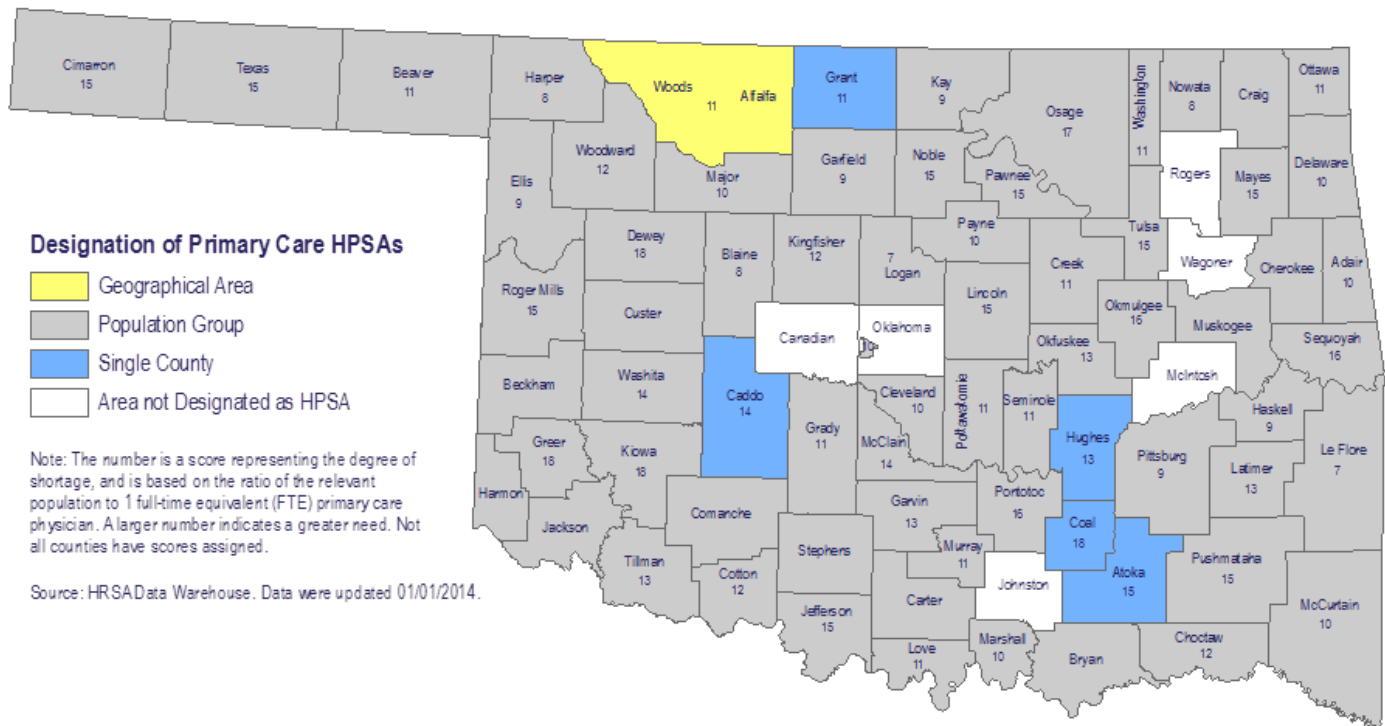 Cimarron
15
Texas
15
Beaver
11
Harper
8
Woods
11
Alfalfa
Grant
11
Kay
9
Osage
17
Washington
11
Nowata
8
Craig
Ottawa
11
Ellis
9
Woodward
12
Major
10
Garfield
9
Noble
15
Pawnee
15
Rogers
Mayes
15
Delaware
10
Designation of Primary Care HPSAs
Geographical Area
Population Group
Single County
Area not Designated as HPSA
Dewey
18
Blaine
8
Kingfisher
12
7
Logan
Payne
10
Creek
11
Tulsa
15
Wagoner
Cherokee
Adair
10
Roger Mills
15
Custer
Canadian
Oklahoma
10
Lincoln
15
Okmulgee
16
Muskogee
Okfuskee
13
Sequoyah
16
McIntosh
Beckham
Washita
14
Caddo
14
Grady
11
Cleveland
10
McClain
14
Pottawatomie
11
Seminole
11
Hughes
13
Pittsburg
9
Haskell
9
Latimer
13
Le Flore
7
Greer
18
Kiowa
18
Harmon
Jackson
Comanche
Tillman
13
Cotton
12
Stephens
Jefferson
15
Garvin
13
Murray
11
Pontotoc
16
Coal
18
Atoka
15
Pushmataha
15
Johnston
Carter
Love
11
Marshall
10
Bryan
Choctaw
12
McCurtain
10
Note: The number is a score representing the degree of
shortage, and is based on the ratio of the relevant
population to 1 full-time equivalent (FTE) primary care
physician. A larger number indicates a greater need. Not
all counties have scores assigned.
Source: HRSA Data Warehouse. Data were updated 01/01/2014.